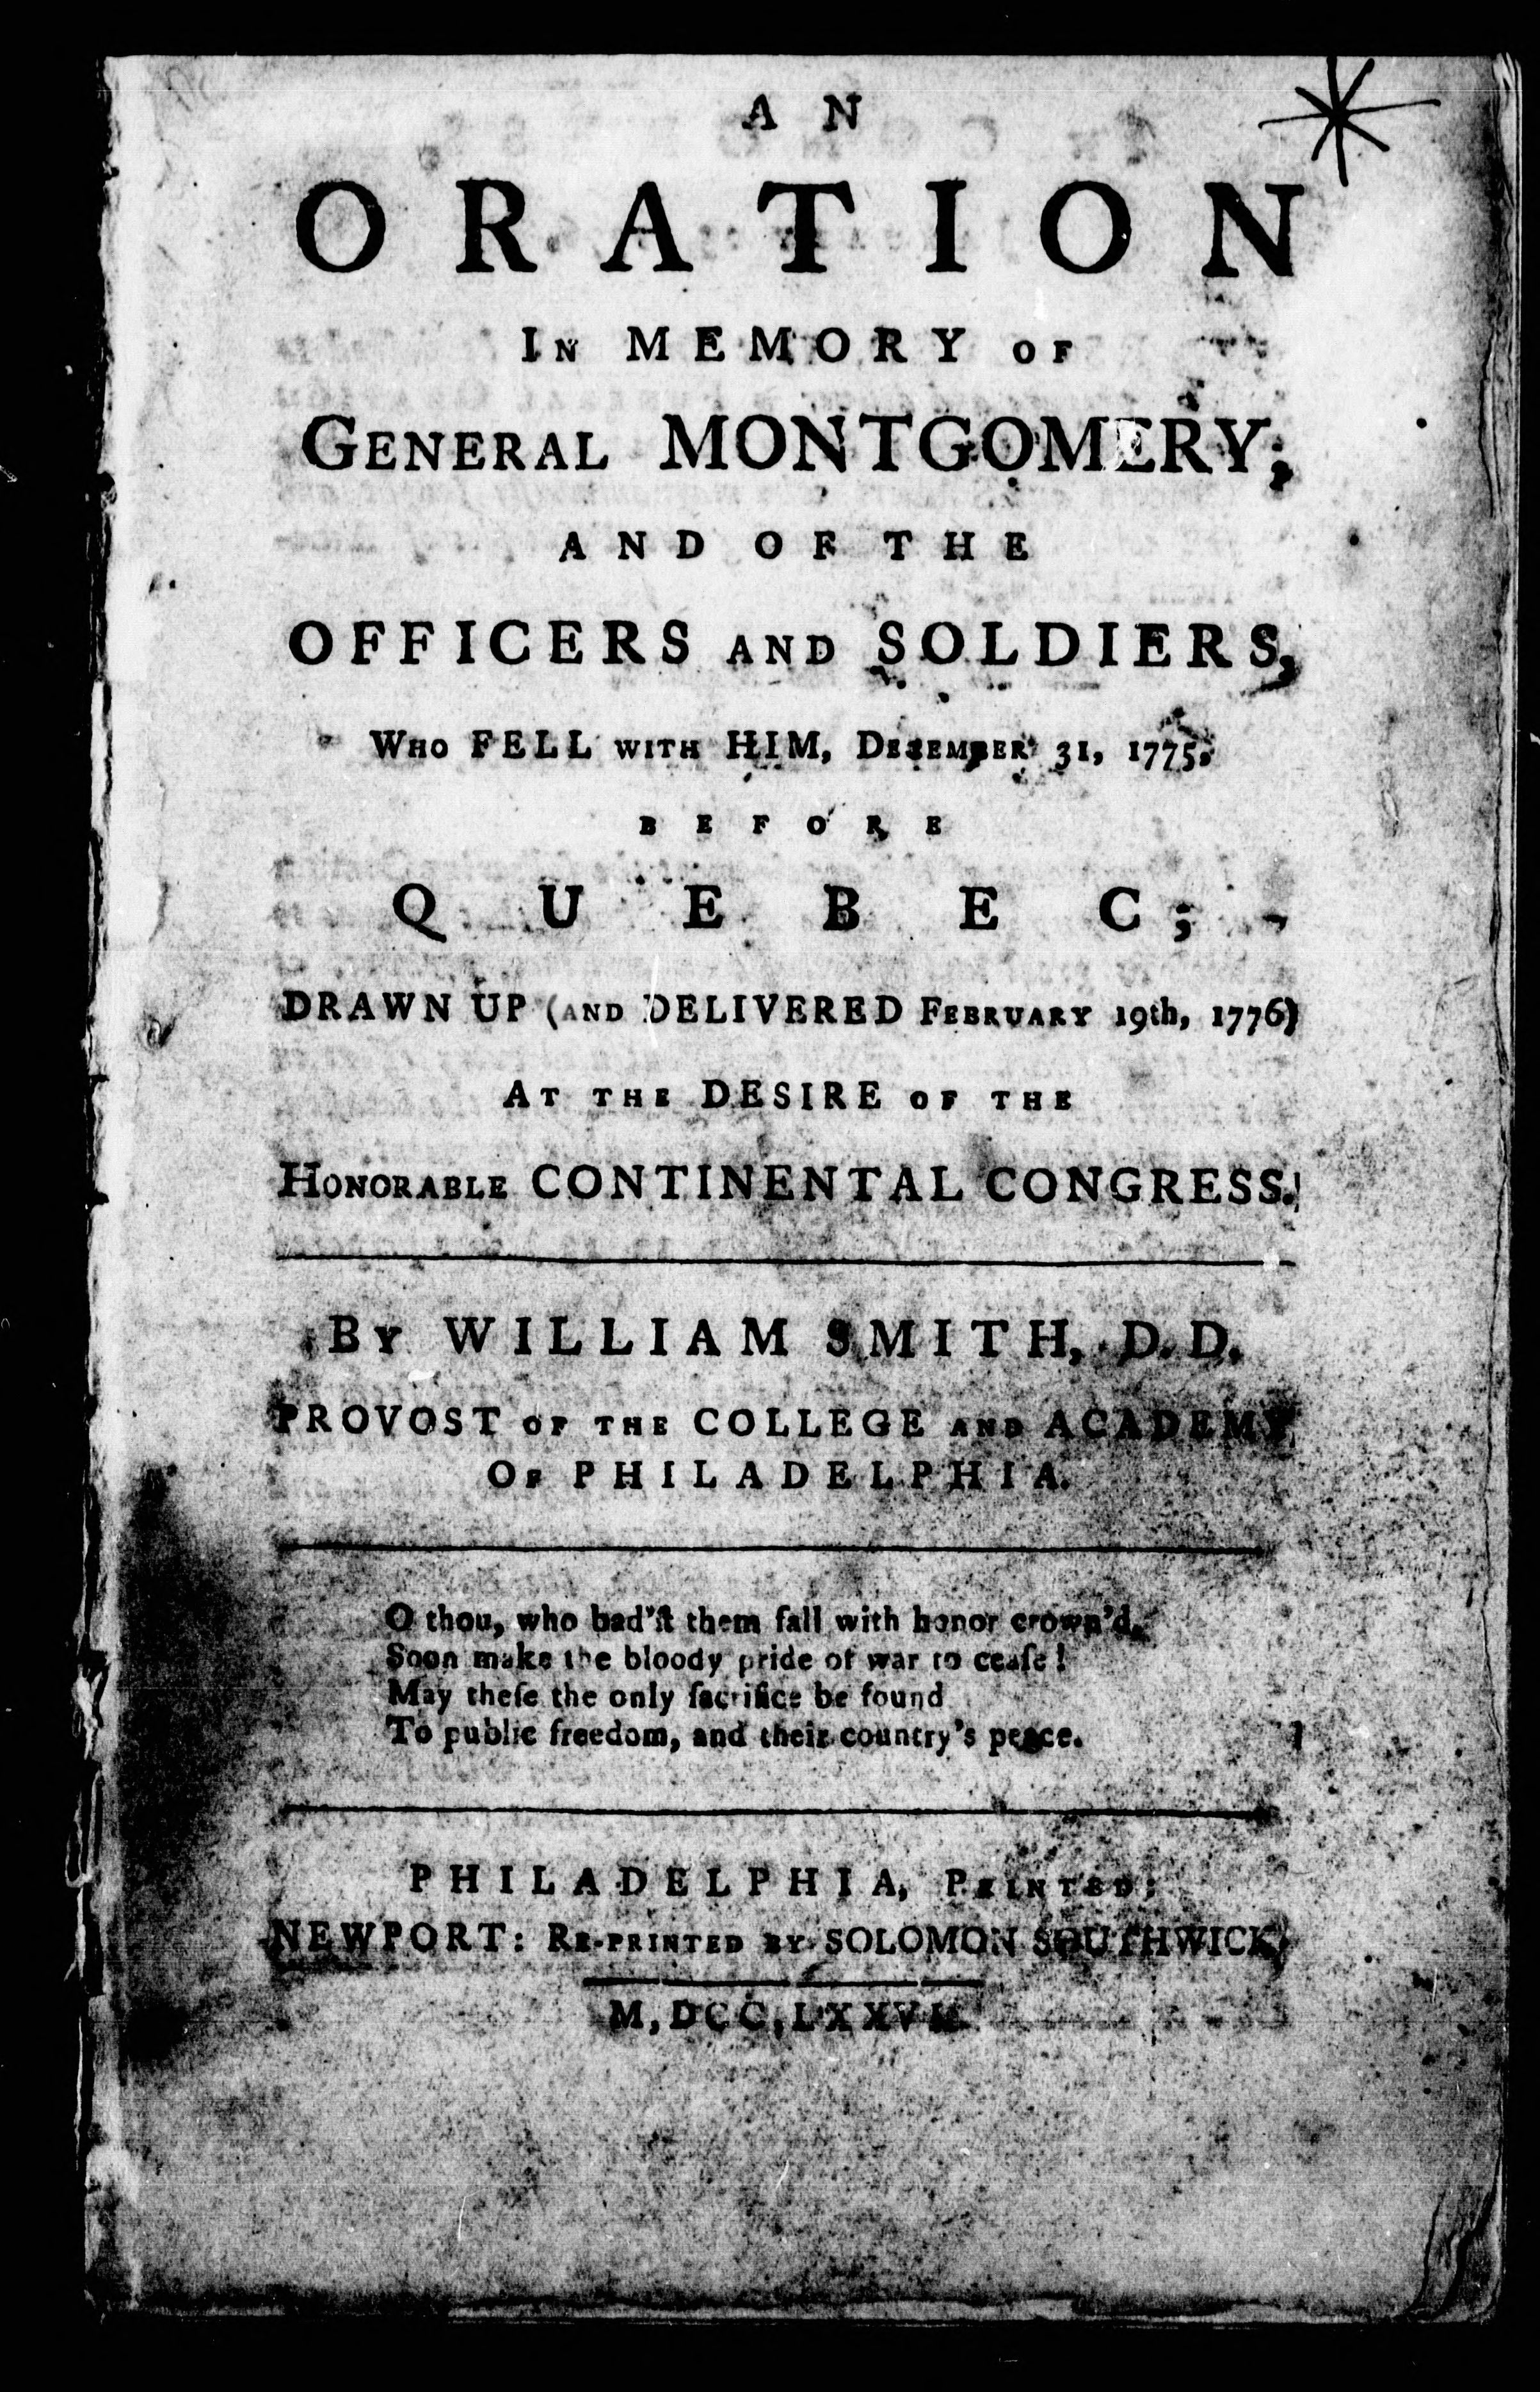 AN
ORATION
IN MEMORY OF
GENERAL MONTGOMERY;
AND OF THE
OFFICERS AND SOLDIERS,
WHO FELL WITH HIM, DECEMBER 31, 1775,
BEFORE
QUEBEC;
DRAWN UP (AND DELIVERED FEBRUARY 19th, 1776)
AT THE DESIRE OF THE
HONORABLE CONTINENTAL CONGRESS.
BY WILLIAM SMITH, D.D.
PROVOST OF THE COLLEGE AND ACADEMY
OF PHILADELPHIA.
O thou, who bad'ſt them fall with honor crown'd,
Soon make the bloody pride of war to ceaſe!
May theſe the only ſacrifice be found
To public freedom, and their country's peace.
PHILADELPHIA, PRINTED:
NEWPORT: RE-PRINTED BY SOLOMON SOUTHWICK,